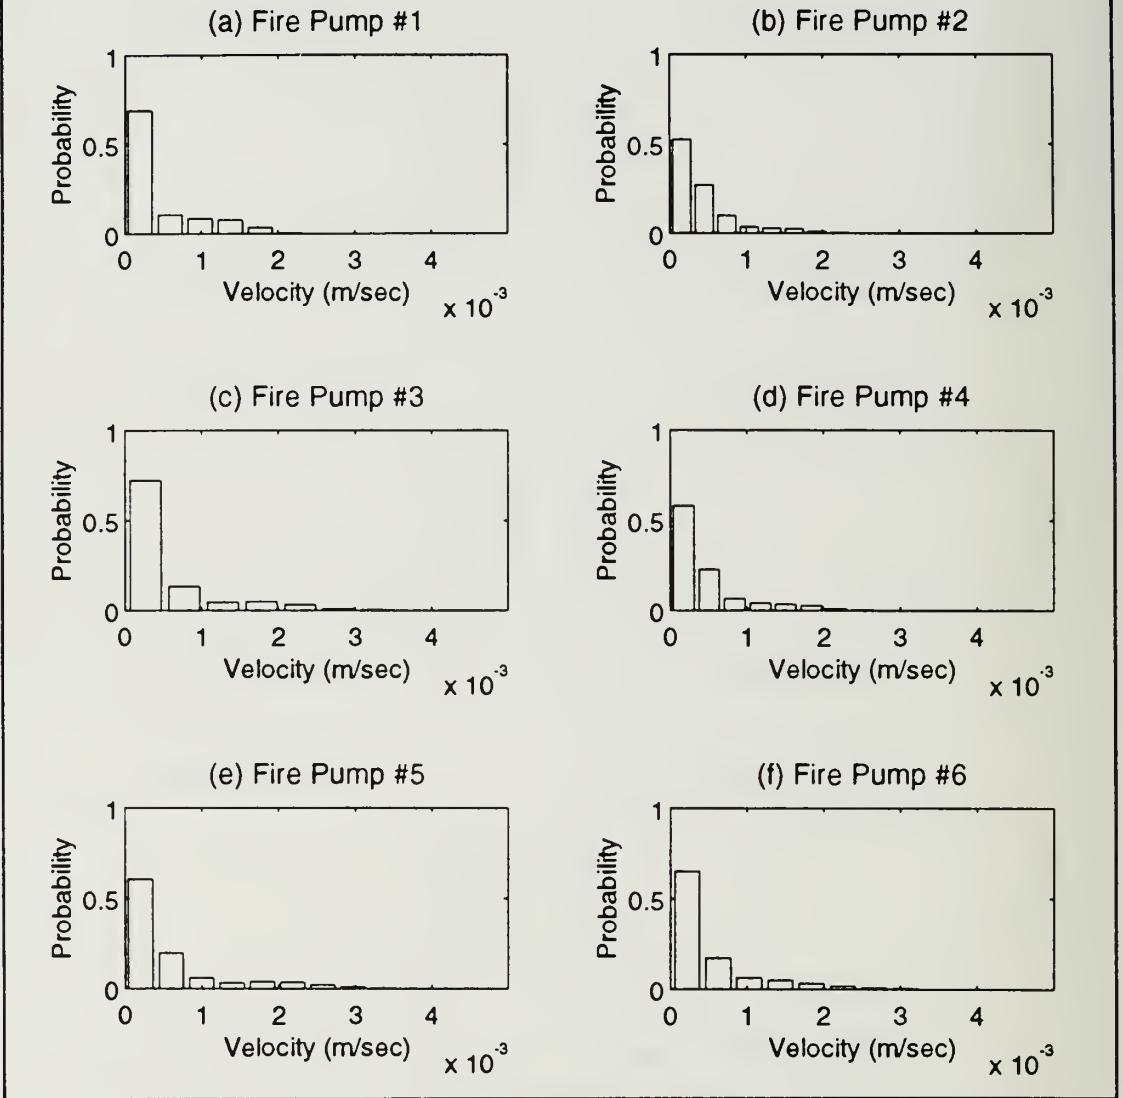 (a) Fire Pump #1
1
0.5
0
Probability
0 1 2 3 4
Velocity (m/sec)
x 10-3
(b) Fire Pump #2
1
0.5
0
Probability
0 1 2 3 4
Velocity (m/sec)
x 10-3
(c) Fire Pump #3
1
0.5
0
Probability
0 1 2 3 4
Velocity (m/sec)
x 10-3
(d) Fire Pump #4
1
0.5
0
Probability
0 1 2 3 4
Velocity (m/sec)
x 10-3
(e) Fire Pump #5
1
0.5
0
Probability
0 1 2 3 4
Velocity (m/sec)
x 10-3
(f) Fire Pump #6
1
0.5
0
Probability
0 1 2 3 4
Velocity (m/sec)
x 10-3